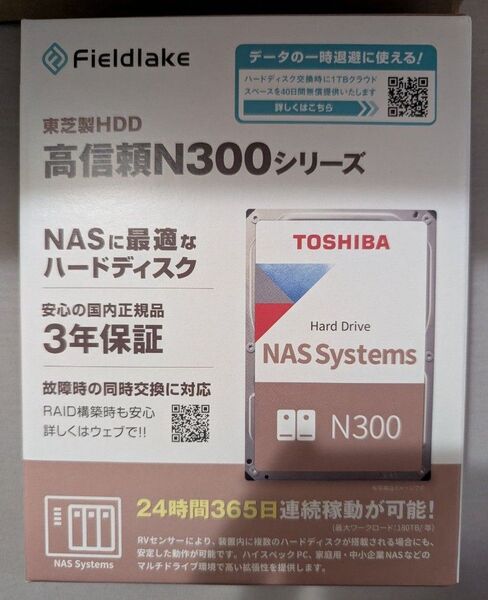 Fieldlake
データの一時退避に使える!
ハードディスク交換時に1TBクラウド
スペースを40日間無償提供いたします
詳しくはこちら
東芝製HDD
高信頼N300シリーズ
NASに最適な
ハードディスク
安心の国内正規品
3年保証
故障時の同時交換に対応
RAID構築時も安心
詳しくはウェブで!!
TOSHIBA
Hard Drive
NAS Systems
N300
24時間365日連続稼動が可能!
(最大ワークロード:180TB/年)
NAS Systems
RVセンサーにより、装置内に複数のハードディスクが搭載される場合にも、
安定した動作が可能です。ハイスペックPC、家庭用・中小企業NASなどの
マルチドライブ環境で高い拡張性を提供します。